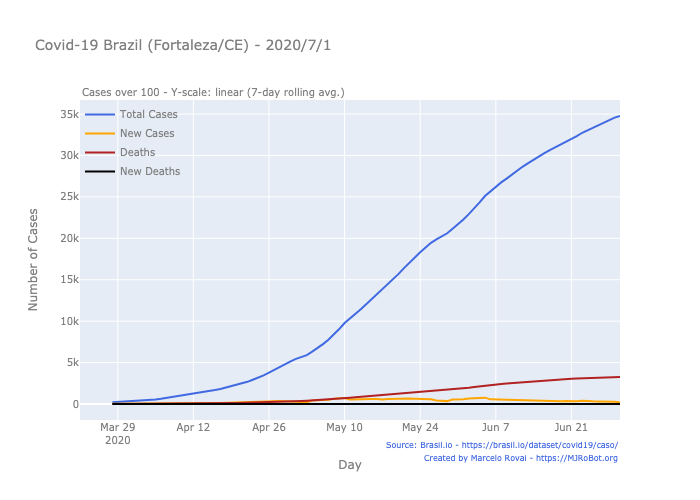 Covid-19 Brazil (Fortaleza/CE) - 2020/7/1
Cases over 100 - Y-scale: linear (7-day rolling avg.)
Total Cases
New Cases
Deaths
New Deaths
35k
30k
25k
20k
15k
10k
5k
0
Number of Cases
Mar 29
2020
Apr 12
Apr 26
May 10
May 24
Jun 7
Jun 21
Day
Source: Brasil.io - https://brasil.io/dataset/covid19/caso/
Created by Marcelo Rovai - https://MJRoBot.org